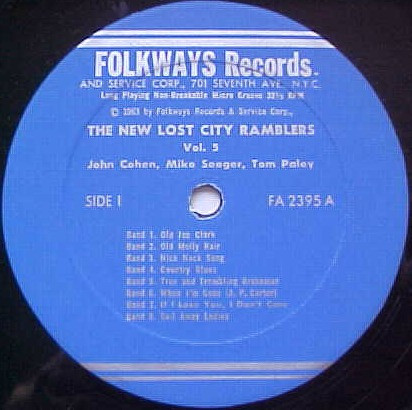 FOLKWAYS Records
AND SERVICE CORP., 701 SEVENTH AVE., N.Y.C.
Long Playing Non-Breakable Micro Groove 33⅓ RPM
© 1963 by Folkways Records & Service Corp.,
THE NEW LOST CITY RAMBLERS
Vol. 5
John Cohen, Mike Seeger, Tom Paley
SIDE I FA 2395 A
Band 1. Old Joe Clark
Band 2. Old Molly Hair
Band 3. Nick Nack Song
Band 4. Country Blues
Band 5. True and Trembling Brakeman
Band 6. When I'm Gone (A. P. Carter)
Band 7. If I Lose You, I Don't Care
Band 8. Sail Away Ladies